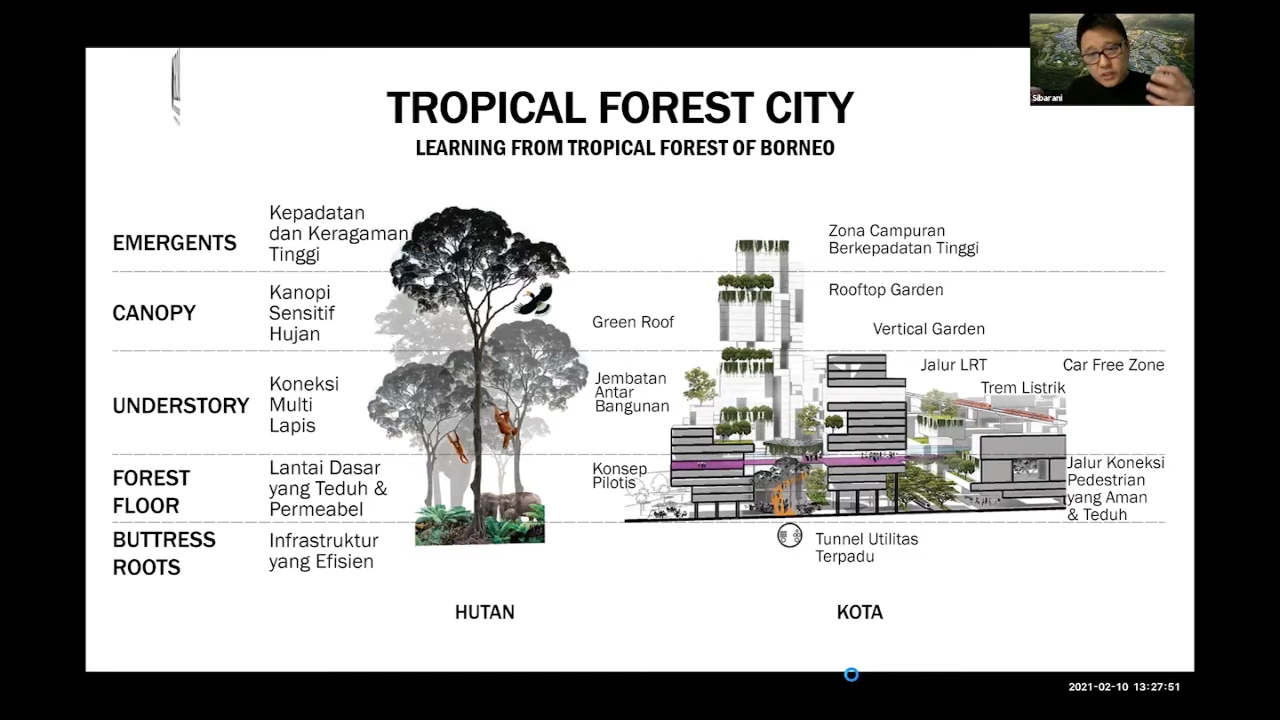 Sibarani
TROPICAL FOREST CITY
LEARNING FROM TROPICAL FOREST OF BORNEO
EMERGENTS
Kepadatan
dan Keragaman
Tinggi
Zona Campuran
Berkepadatan Tinggi
CANOPY
Kanopi
Sensitif
Hujan
Green Roof
Rooftop Garden
Vertical Garden
UNDERSTORY
Koneksi
Multi
Lapis
Jembatan
Antar
Bangunan
Jalur LRT
Car Free Zone
Trem Listrik
FOREST
FLOOR
Lantai Dasar
yang Teduh &
Permeabel
Konsep
Pilotis
Jalur Koneksi
Pedestrian
yang Aman
& Teduh
BUTTRESS
ROOTS
Infrastruktur
yang Efisien
Tunnel Utilitas
Terpadu
HUTAN
KOTA
2021-02-10 13:27:51